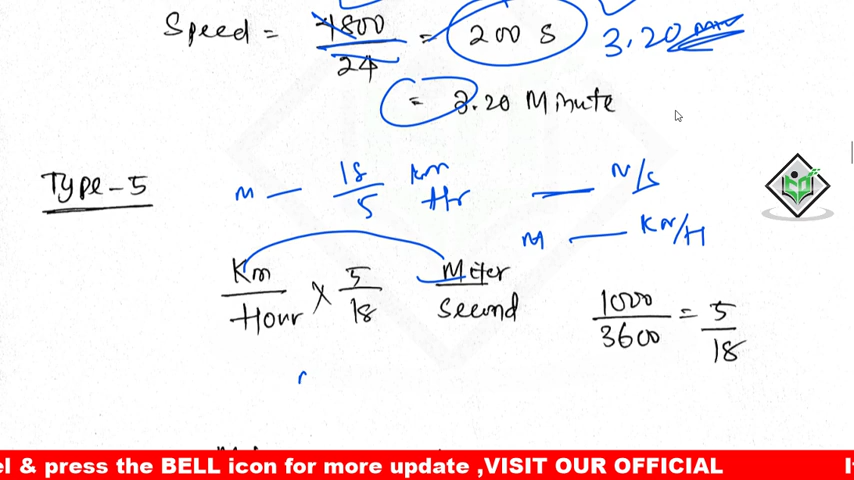 Speed = 4800/24 = 200 S 3.20 min
= 3.20 Minute
Type-5
M — 18/5 Km/Hr — M/s
M — KM/H
Km/Hour × 5/18 Meter/Second
1000/3600 = 5/18
el & press the BELL icon for more update ,VISIT OUR OFFICIAL